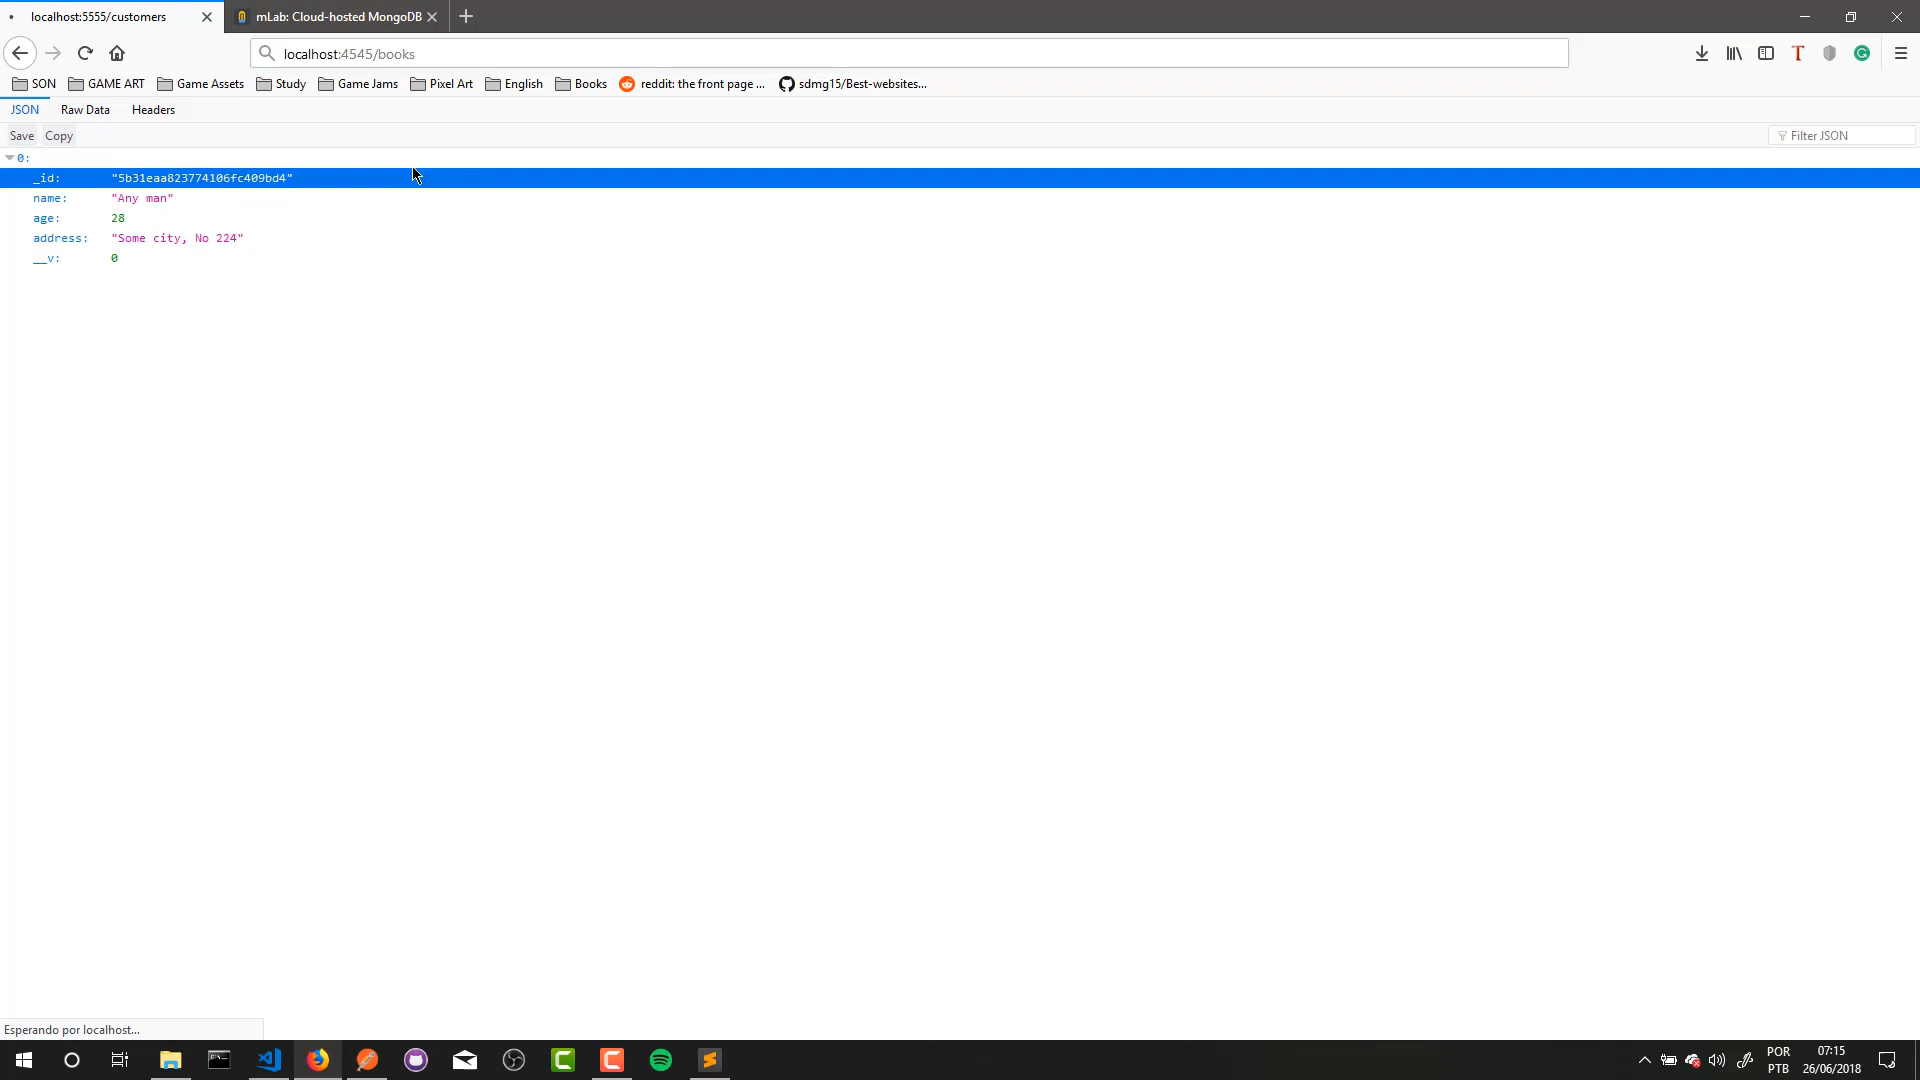 localhost:5555/customers
mLab: Cloud-hosted MongoDB
localhost:4545/books
SON GAME ART Game Assets Study Game Jams Pixel Art English Books reddit: the front page ... sdmg15/Best-websites...
JSON Raw Data Headers
Save Copy Filter JSON
0:
_id: "5b31eaa823774106fc409bd4"
name: "Any man"
age: 28
address: "Some city, No 224"
__v: 0
Esperando por localhost...
POR 07:15
PTB 26/06/2018